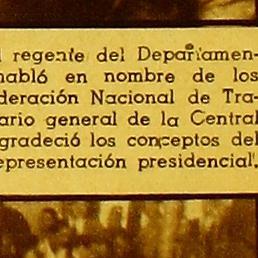 l regente del Departamen-
habló en nombre de los
deración Nacional de Tra-
ario general de la Central
gradeció los conceptos del
epresentación presidencial.